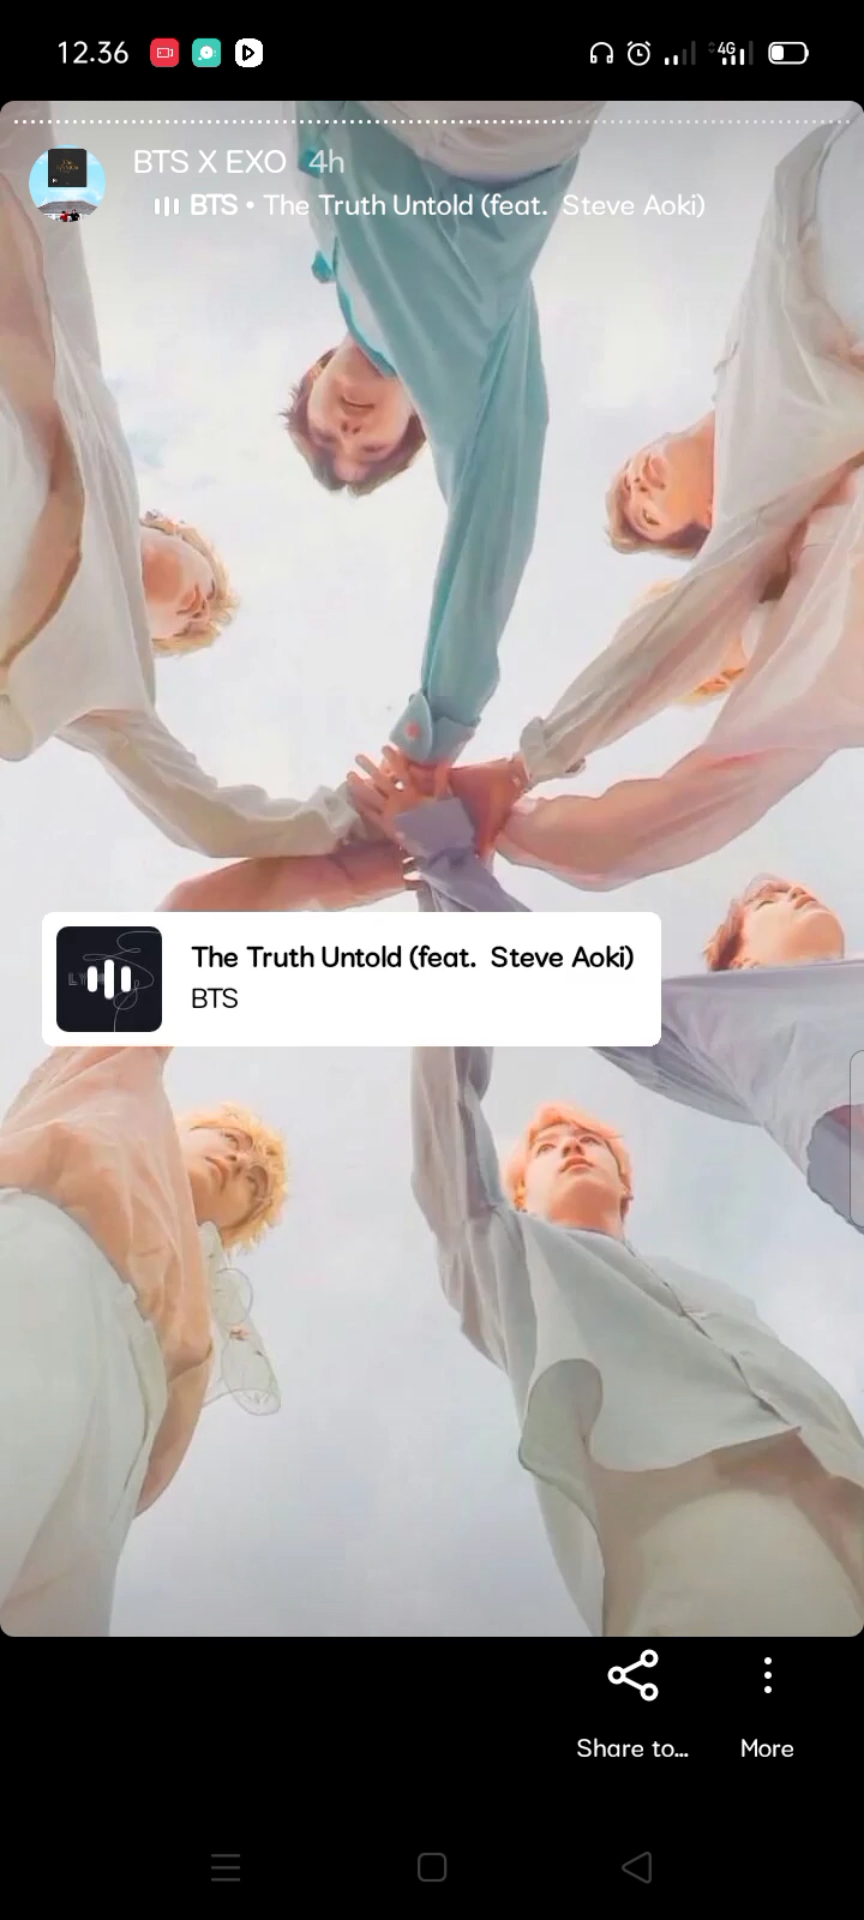 12.36
4G
BTS X EXO 4h
BTS • The Truth Untold (feat. Steve Aoki)
The Truth Untold (feat. Steve Aoki)
BTS
Share to...
More